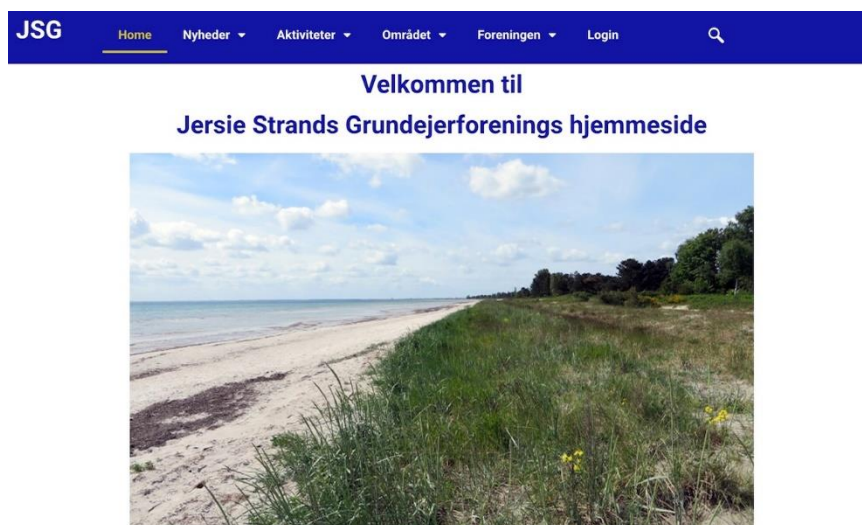 JSG
Home Nyheder Aktiviteter Området Foreningen Login
Velkommen til
Jersie Strands Grundejerforenings hjemmeside